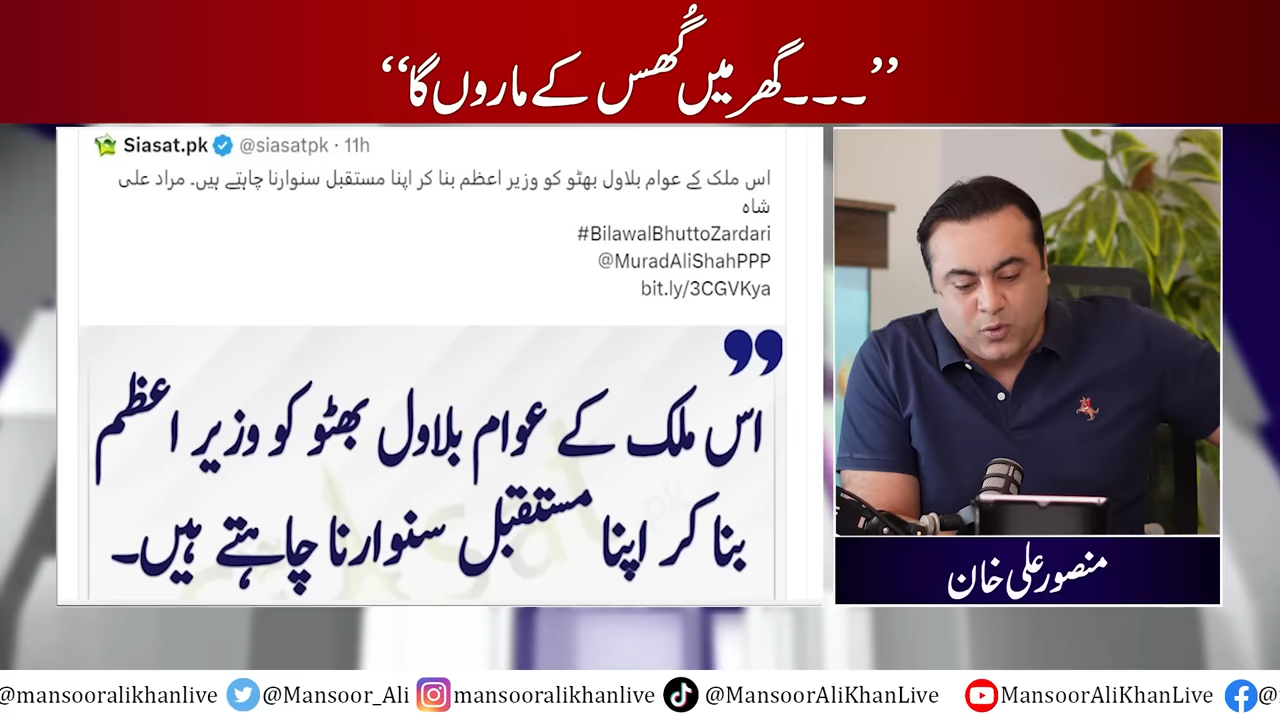 ”۔۔۔گھر میں گُھس کے ماروں گا“
Siasat.pk @siasatpk · 11h
اس ملک کے عوام بلاول بھٹو کو وزیر اعظم بنا کر اپنا مستقبل سنوارنا چاہتے ہیں۔ مراد علی
شاہ
#BilawalBhuttoZardari
@MuradAliShahPPP
bit.ly/3CGVKya
”
اس ملک کے عوام بلاول بھٹو کو وزیر اعظم
بنا کر اپنا مستقبل سنوارنا چاہتے ہیں۔
منصور علی خان
@mansooralikhanlive @Mansoor_Ali mansooralikhanlive @MansoorAliKhanLive MansoorAliKhanLive @